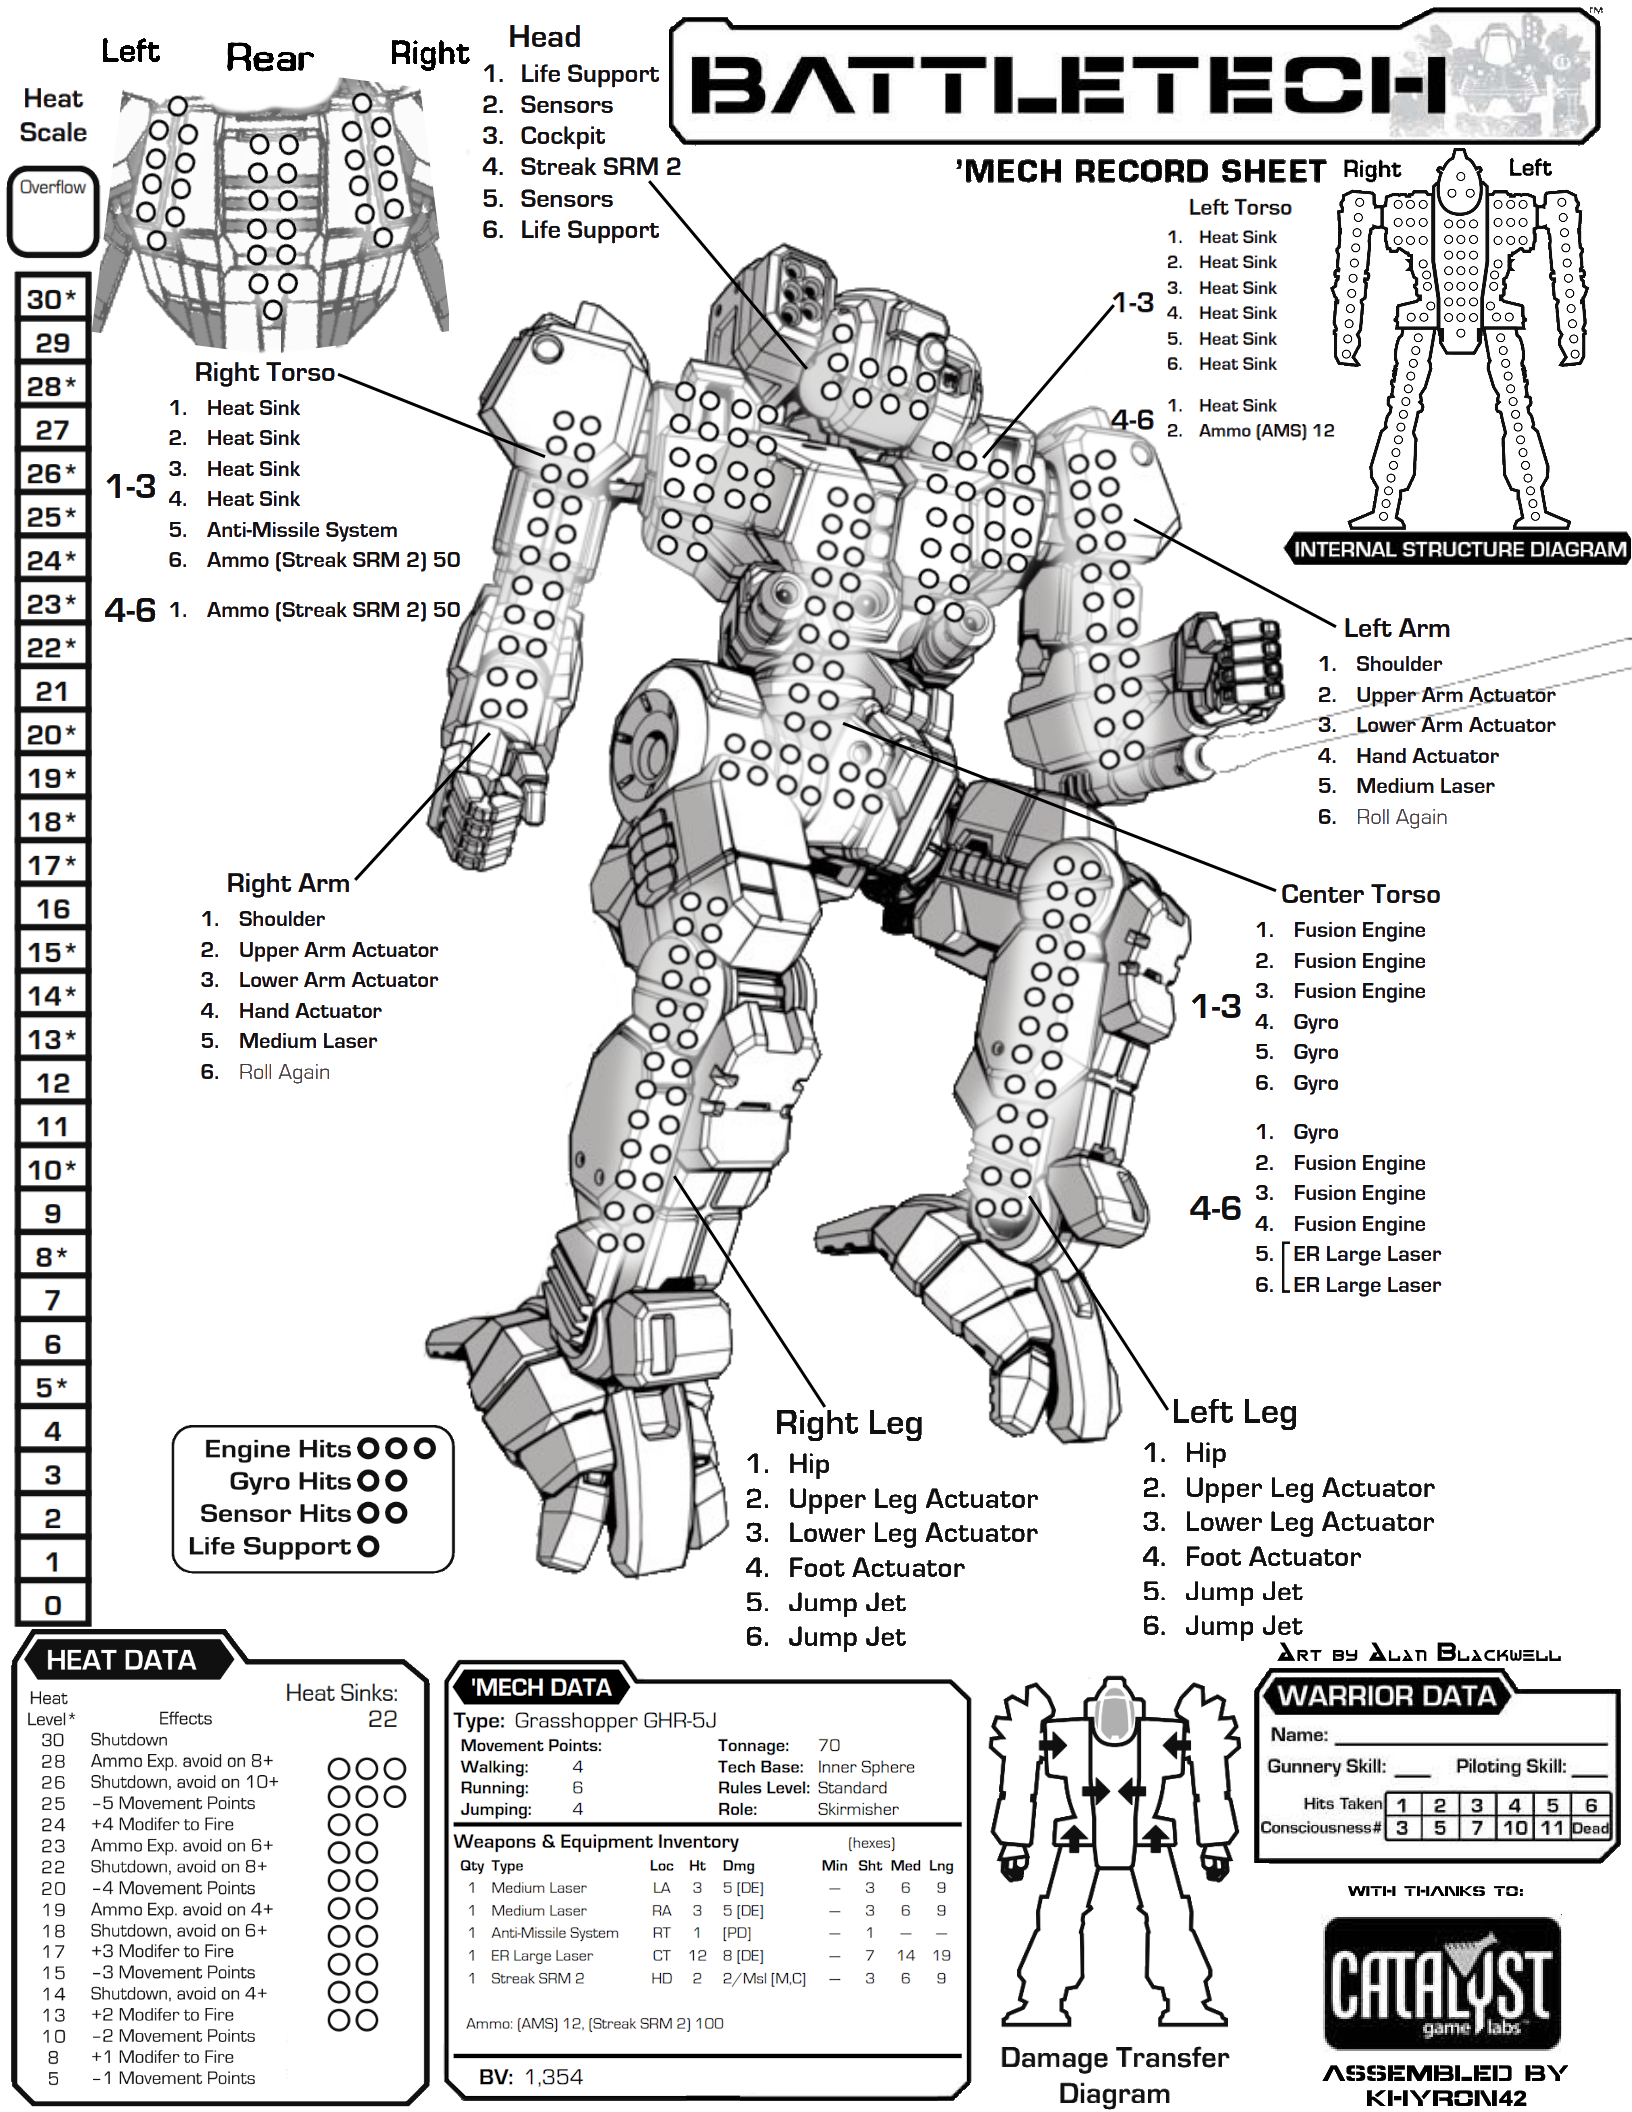 Left Rear Right
Heat
Scale
Overflow
30*
29
28*
27
26*
25*
24*
23*
22*
21
20*
19*
18*
17*
16
15*
14*
13*
12
11
10*
9
8*
7
6
5*
4
3
2
1
0
Head
1. Life Support
2. Sensors
3. Cockpit
4. Streak SRM 2
5. Sensors
6. Life Support
BATTLETECH
TM
'MECH RECORD SHEET
Right Left
INTERNAL STRUCTURE DIAGRAM
Left Torso
1-3
1. Heat Sink
2. Heat Sink
3. Heat Sink
4. Heat Sink
5. Heat Sink
6. Heat Sink
4-6
1. Heat Sink
2. Ammo (AMS) 12
Right Torso
1-3
1. Heat Sink
2. Heat Sink
3. Heat Sink
4. Heat Sink
5. Anti-Missile System
6. Ammo (Streak SRM 2) 50
4-6
1. Ammo (Streak SRM 2) 50
Left Arm
1. Shoulder
2. Upper Arm Actuator
3. Lower Arm Actuator
4. Hand Actuator
5. Medium Laser
6. Roll Again
Right Arm
1. Shoulder
2. Upper Arm Actuator
3. Lower Arm Actuator
4. Hand Actuator
5. Medium Laser
6. Roll Again
Center Torso
1-3
1. Fusion Engine
2. Fusion Engine
3. Fusion Engine
4. Gyro
5. Gyro
6. Gyro
4-6
1. Gyro
2. Fusion Engine
3. Fusion Engine
4. Fusion Engine
5. ER Large Laser
6. ER Large Laser
Engine Hits
Gyro Hits
Sensor Hits
Life Support
Right Leg
1. Hip
2. Upper Leg Actuator
3. Lower Leg Actuator
4. Foot Actuator
5. Jump Jet
6. Jump Jet
Left Leg
1. Hip
2. Upper Leg Actuator
3. Lower Leg Actuator
4. Foot Actuator
5. Jump Jet
6. Jump Jet
Art by Alan Blackwell
HEAT DATA
Heat Sinks:
22
Heat
Level* Effects
30 Shutdown
28 Ammo Exp. avoid on 8+
26 Shutdown, avoid on 10+
25 -5 Movement Points
24 +4 Modifer to Fire
23 Ammo Exp. avoid on 6+
22 Shutdown, avoid on 8+
20 -4 Movement Points
19 Ammo Exp. avoid on 4+
18 Shutdown, avoid on 6+
17 +3 Modifer to Fire
15 -3 Movement Points
14 Shutdown, avoid on 4+
13 +2 Modifer to Fire
10 -2 Movement Points
8 +1 Modifer to Fire
5 -1 Movement Points
'MECH DATA
Type: Grasshopper GHR-5J
Movement Points: Tonnage: 70
Walking: 4 Tech Base: Inner Sphere
Running: 6 Rules Level: Standard
Jumping: 4 Role: Skirmisher
Weapons & Equipment Inventory (hexes)
Qty Type Loc Ht Dmg Min Sht Med Lng
1 Medium Laser LA 3 5 [DE] — 3 6 9
1 Medium Laser RA 3 5 [DE] — 3 6 9
1 Anti-Missile System RT 1 [PD] — 1 — —
1 ER Large Laser CT 12 8 [DE] — 7 14 19
1 Streak SRM 2 HD 2 2/Msl [M,C] — 3 6 9
Ammo: (AMS) 12, (Streak SRM 2) 100
BV: 1,354
Damage Transfer
Diagram
WARRIOR DATA
Name:
Gunnery Skill: Piloting Skill:
Hits Taken 1 2 3 4 5 6
Consciousness# 3 5 7 10 11 Dead
WITH THANKS TO:
CATALYST
game labs
ASSEMBLED BY
KHYRON42